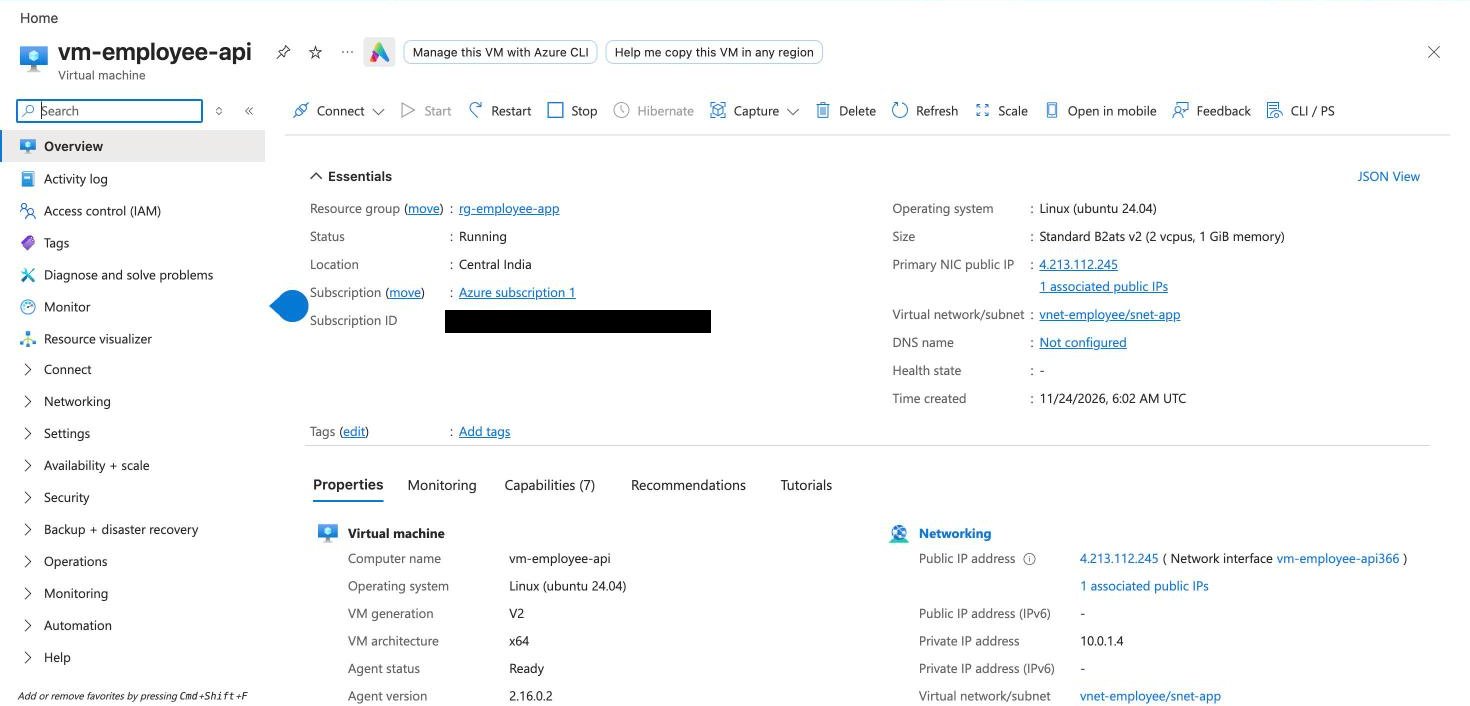 Home
vm-employee-api
Virtual machine
Manage this VM with Azure CLI
Help me copy this VM in any region
Search
Connect
Start
Restart
Stop
Hibernate
Capture
Delete
Refresh
Scale
Open in mobile
Feedback
CLI / PS
Overview
Activity log
Access control (IAM)
Tags
Diagnose and solve problems
Monitor
Resource visualizer
Connect
Networking
Settings
Availability + scale
Security
Backup + disaster recovery
Operations
Monitoring
Automation
Help
Add or remove favorites by pressing Cmd+Shift+F
Essentials
JSON View
Resource group (move) : rg-employee-app
Status : Running
Location : Central India
Subscription (move) : Azure subscription 1
Subscription ID
Operating system : Linux (ubuntu 24.04)
Size : Standard B2ats v2 (2 vcpus, 1 GiB memory)
Primary NIC public IP : 4.213.112.245
1 associated public IPs
Virtual network/subnet : vnet-employee/snet-app
DNS name : Not configured
Health state : -
Time created : 11/24/2026, 6:02 AM UTC
Tags (edit) : Add tags
Properties
Monitoring
Capabilities (7)
Recommendations
Tutorials
Virtual machine
Computer name vm-employee-api
Operating system Linux (ubuntu 24.04)
VM generation V2
VM architecture x64
Agent status Ready
Agent version 2.16.0.2
Networking
Public IP address 4.213.112.245 ( Network interface vm-employee-api366 )
1 associated public IPs
Public IP address (IPv6) -
Private IP address 10.0.1.4
Private IP address (IPv6) -
Virtual network/subnet vnet-employee/snet-app